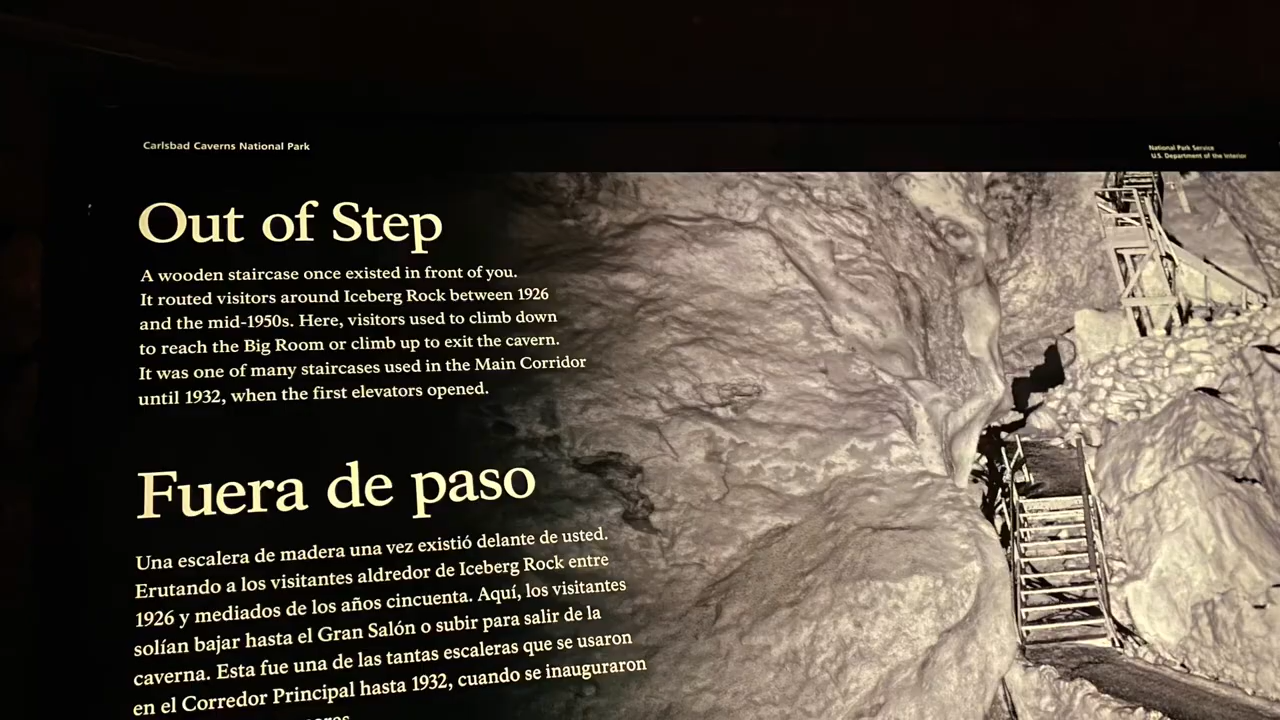 Carlsbad Caverns National Park
National Park Service
U.S. Department of the Interior
Out of Step
A wooden staircase once existed in front of you.
It routed visitors around Iceberg Rock between 1926
and the mid-1950s. Here, visitors used to climb down
to reach the Big Room or climb up to exit the cavern.
It was one of many staircases used in the Main Corridor
until 1932, when the first elevators opened.
Fuera de paso
Una escalera de madera una vez existió delante de usted.
Erutando a los visitantes aldredor de Iceberg Rock entre
1926 y mediados de los años cincuenta. Aquí, los visitantes
solían bajar hasta el Gran Salón o subir para salir de la
caverna. Esta fue una de las tantas escaleras que se usaron
en el Corredor Principal hasta 1932, cuando se inauguraron